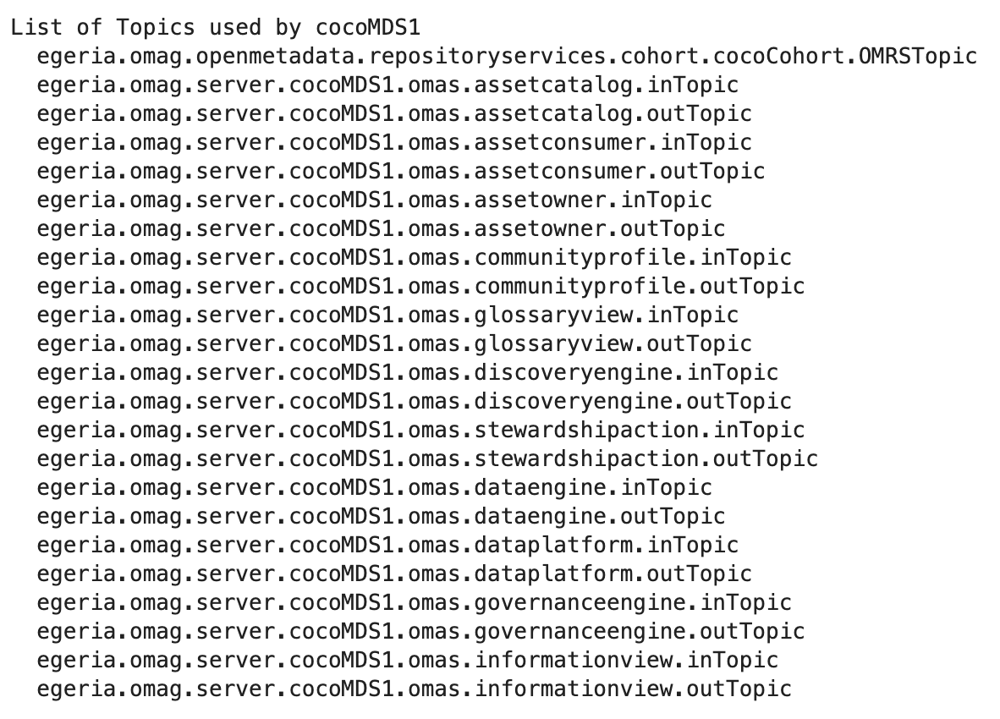 List of Topics used by cocoMDS1
egeria.omag.openmetadata.repositoryservices.cohort.cocoCohort.OMRSTopic
egeria.omag.server.cocoMDS1.omas.assetcatalog.inTopic
egeria.omag.server.cocoMDS1.omas.assetcatalog.outTopic
egeria.omag.server.cocoMDS1.omas.assetconsumer.inTopic
egeria.omag.server.cocoMDS1.omas.assetconsumer.outTopic
egeria.omag.server.cocoMDS1.omas.assetowner.inTopic
egeria.omag.server.cocoMDS1.omas.assetowner.outTopic
egeria.omag.server.cocoMDS1.omas.communityprofile.inTopic
egeria.omag.server.cocoMDS1.omas.communityprofile.outTopic
egeria.omag.server.cocoMDS1.omas.glossaryview.inTopic
egeria.omag.server.cocoMDS1.omas.glossaryview.outTopic
egeria.omag.server.cocoMDS1.omas.discoveryengine.inTopic
egeria.omag.server.cocoMDS1.omas.discoveryengine.outTopic
egeria.omag.server.cocoMDS1.omas.stewardshipaction.inTopic
egeria.omag.server.cocoMDS1.omas.stewardshipaction.outTopic
egeria.omag.server.cocoMDS1.omas.dataengine.inTopic
egeria.omag.server.cocoMDS1.omas.dataengine.outTopic
egeria.omag.server.cocoMDS1.omas.dataplatform.inTopic
egeria.omag.server.cocoMDS1.omas.dataplatform.outTopic
egeria.omag.server.cocoMDS1.omas.governanceengine.inTopic
egeria.omag.server.cocoMDS1.omas.governanceengine.outTopic
egeria.omag.server.cocoMDS1.omas.informationview.inTopic
egeria.omag.server.cocoMDS1.omas.informationview.outTopic